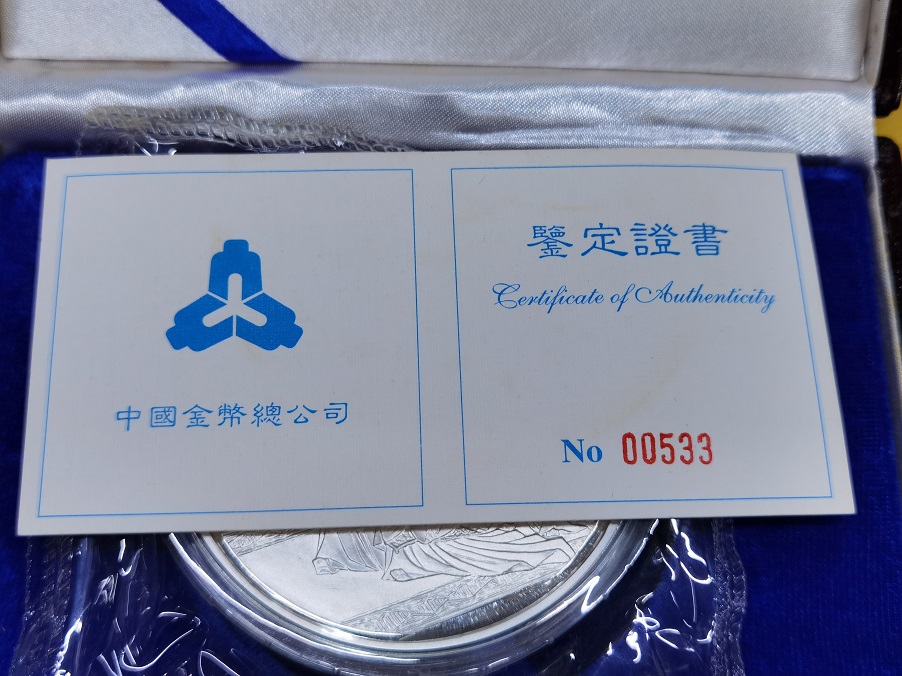 中國金幣總公司
鑒定證書
Certificate of Authenticity
No 00533